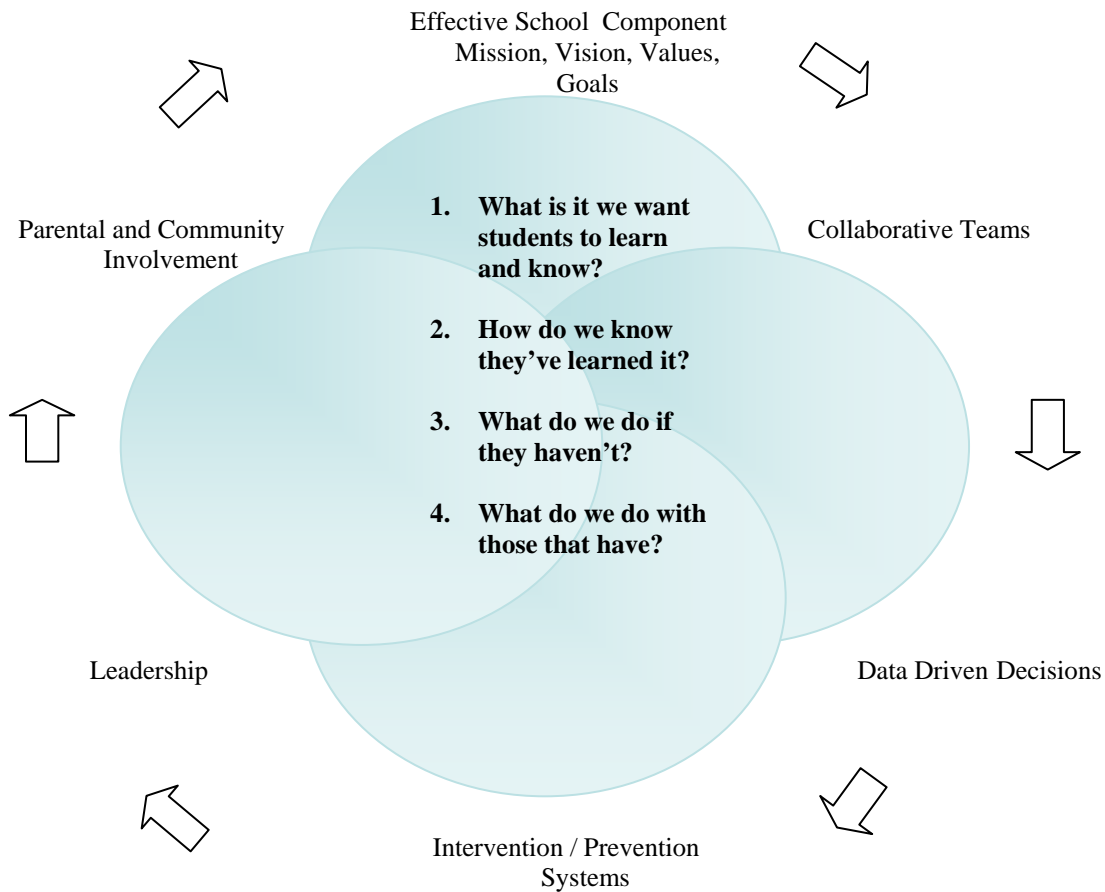 Effective School Component
Mission, Vision, Values,
Goals
Parental and Community
Involvement
Collaborative Teams
1. What is it we want
students to learn
and know?
2. How do we know
they’ve learned it?
3. What do we do if
they haven’t?
4. What do we do with
those that have?
Leadership
Data Driven Decisions
Intervention / Prevention
Systems